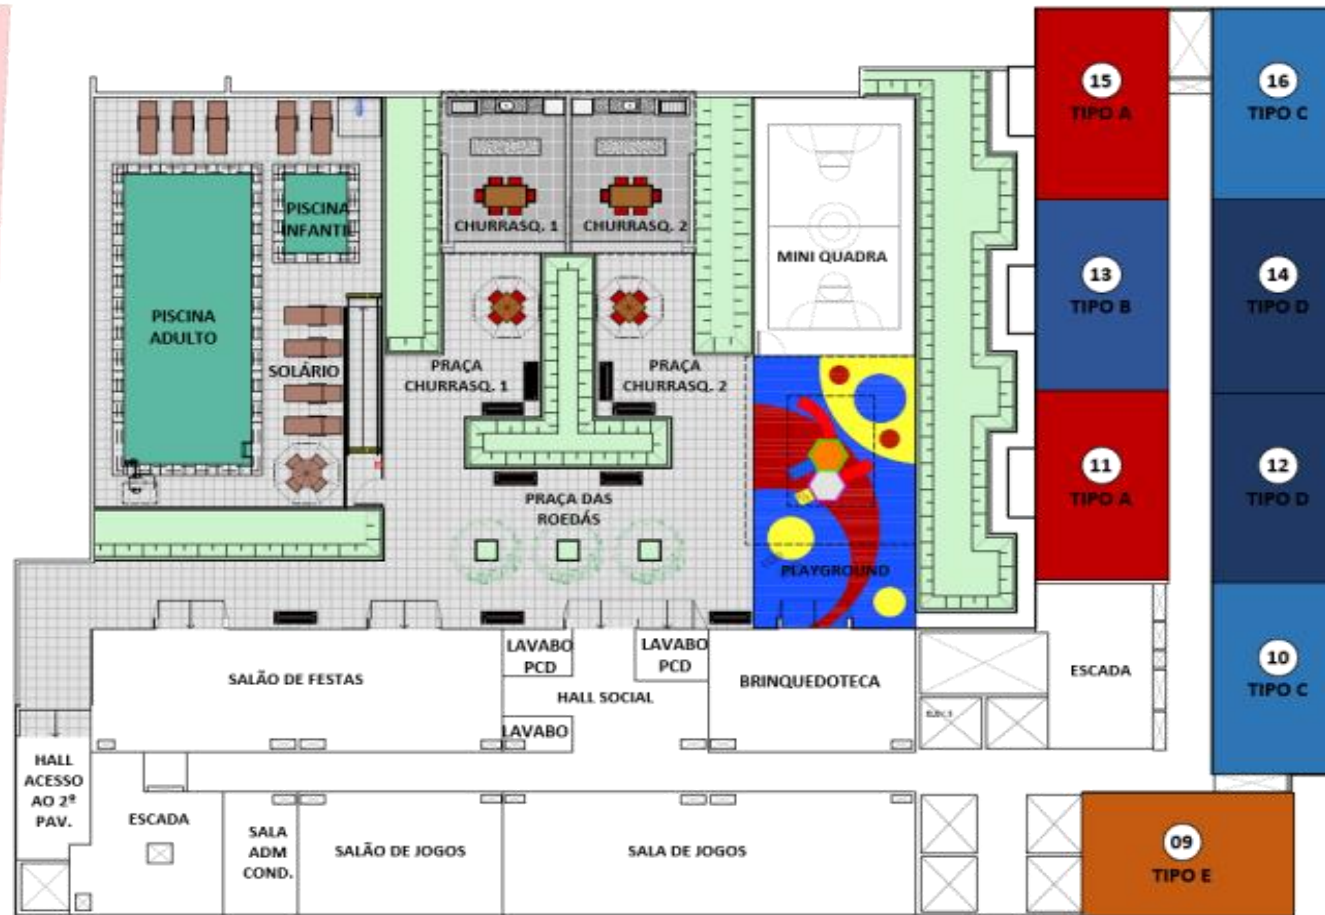 15
TIPO A
16
TIPO C
PISCINA
INFANTIL
CHURRASQ. 1
CHURRASQ. 2
MINI QUADRA
13
TIPO B
14
TIPO D
PISCINA
ADULTO
SOLÁRIO
PRAÇA
CHURRASQ. 1
PRAÇA
CHURRASQ. 2
11
TIPO A
12
TIPO D
PRAÇA DAS
ROEDÁS
PLAYGROUND
SALÃO DE FESTAS
LAVABO
PCD
LAVABO
PCD
HALL SOCIAL
LAVABO
BRINQUEDOTECA
ESCADA
10
TIPO C
HALL
ACESSO
AO 2º
PAV.
ESCADA
SALA
ADM
COND.
SALÃO DE JOGOS
SALA DE JOGOS
09
TIPO E